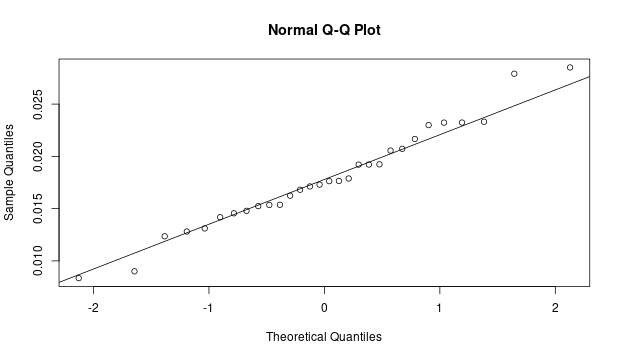 Normal Q-Q Plot
Sample Quantiles
0.025
0.020
0.015
0.010
-2 -1 0 1 2
Theoretical Quantiles